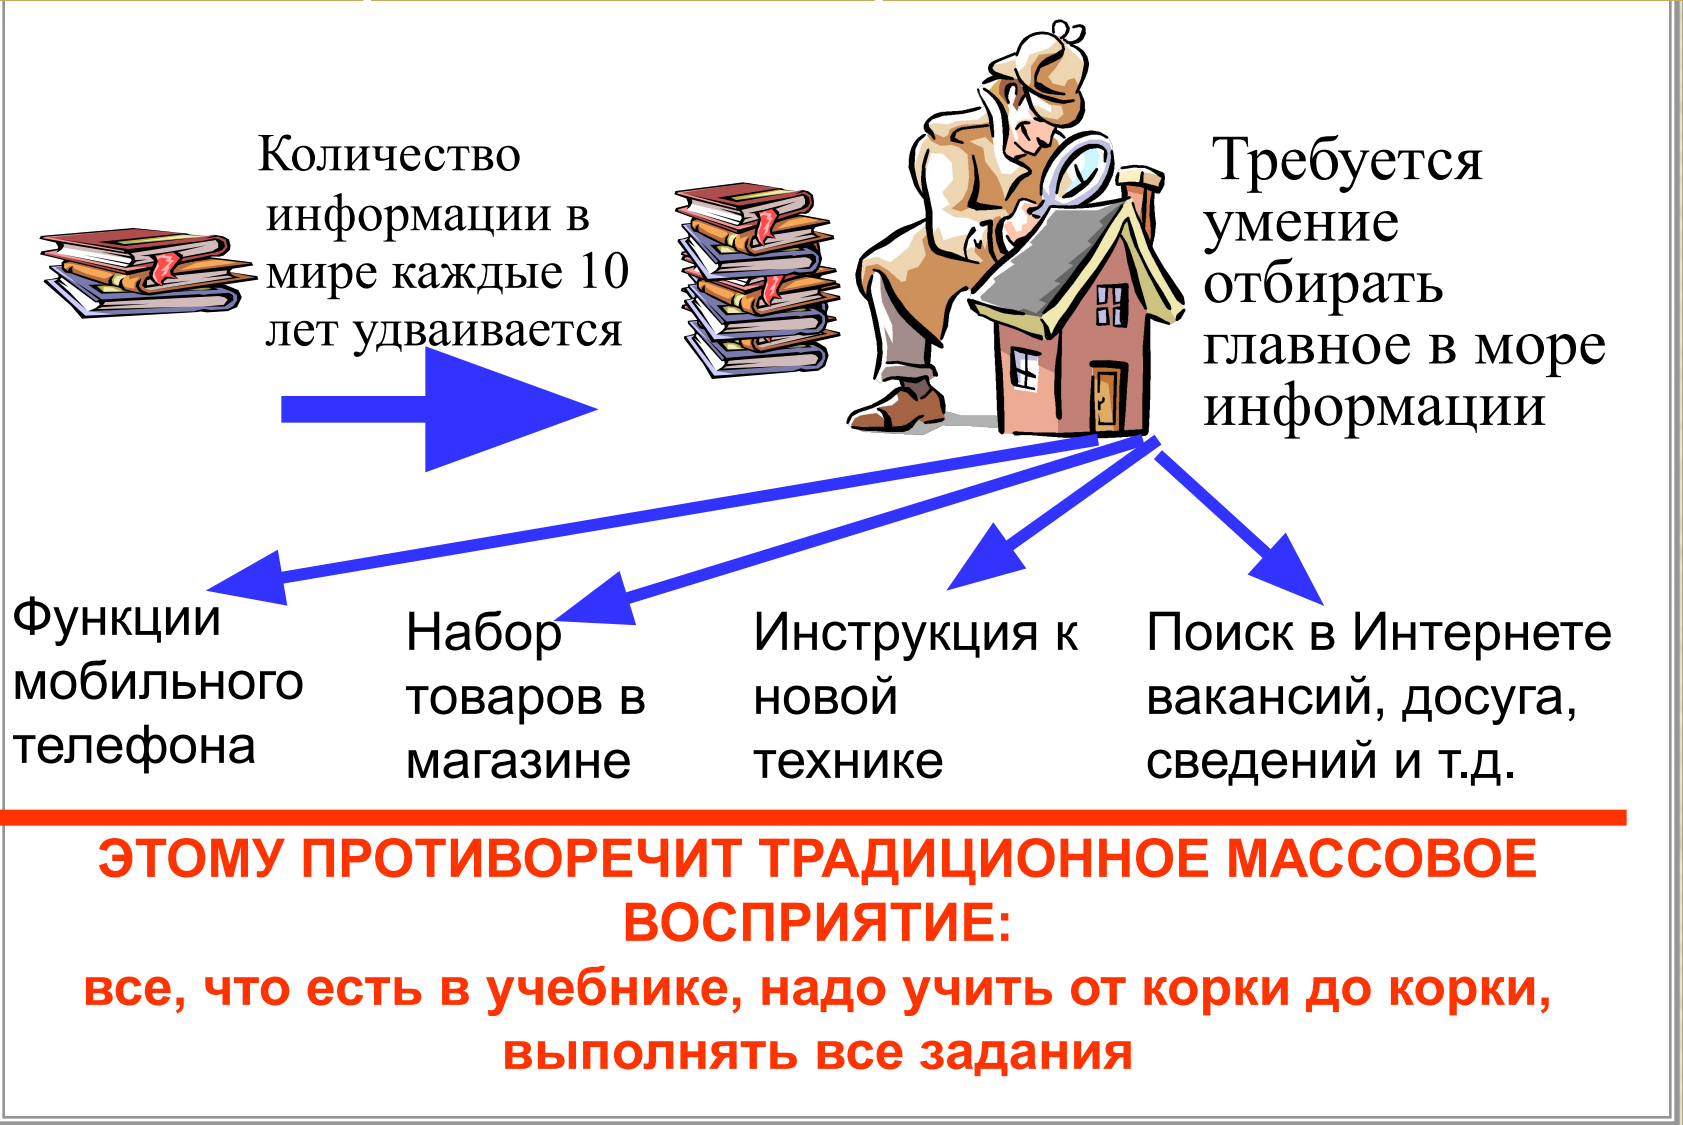 Количество
информации в
мире каждые 10
лет удваивается
Требуется
умение
отбирать
главное в море
информации
Функции
мобильного
телефона
Набор
товаров в
магазине
Инструкция к
новой
технике
Поиск в Интернете
вакансий, досуга,
сведений и т.д.
ЭТОМУ ПРОТИВОРЕЧИТ ТРАДИЦИОННОЕ МАССОВОЕ
ВОСПРИЯТИЕ:
все, что есть в учебнике, надо учить от корки до корки,
выполнять все задания